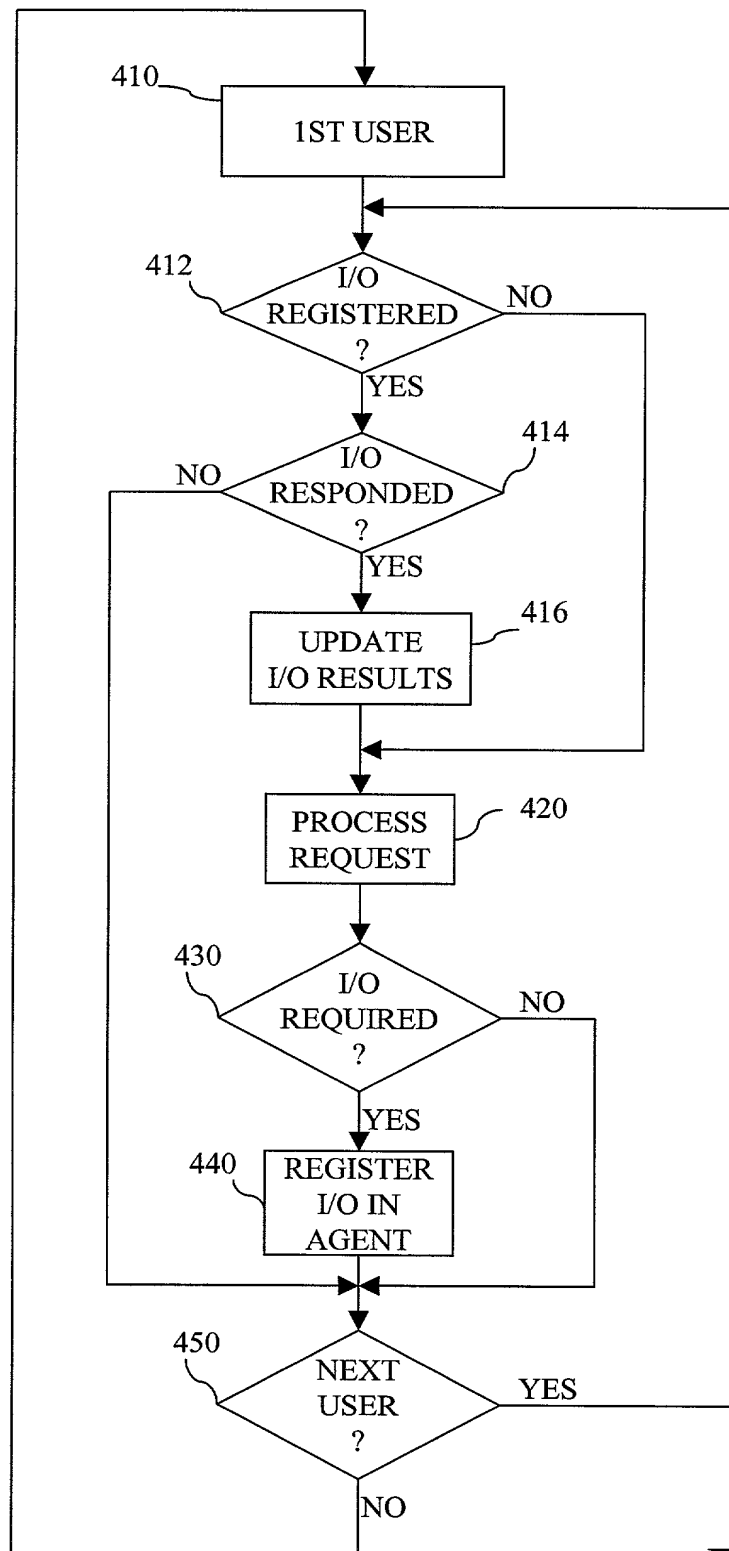 410
1ST USER
412
I/O
REGISTERED
?
NO
YES
414
NO
I/O
RESPONDED
?
YES
416
UPDATE
I/O RESULTS
420
PROCESS
REQUEST
430
I/O
REQUIRED
?
NO
YES
440
REGISTER
I/O IN
AGENT
450
NEXT
USER
?
YES
NO